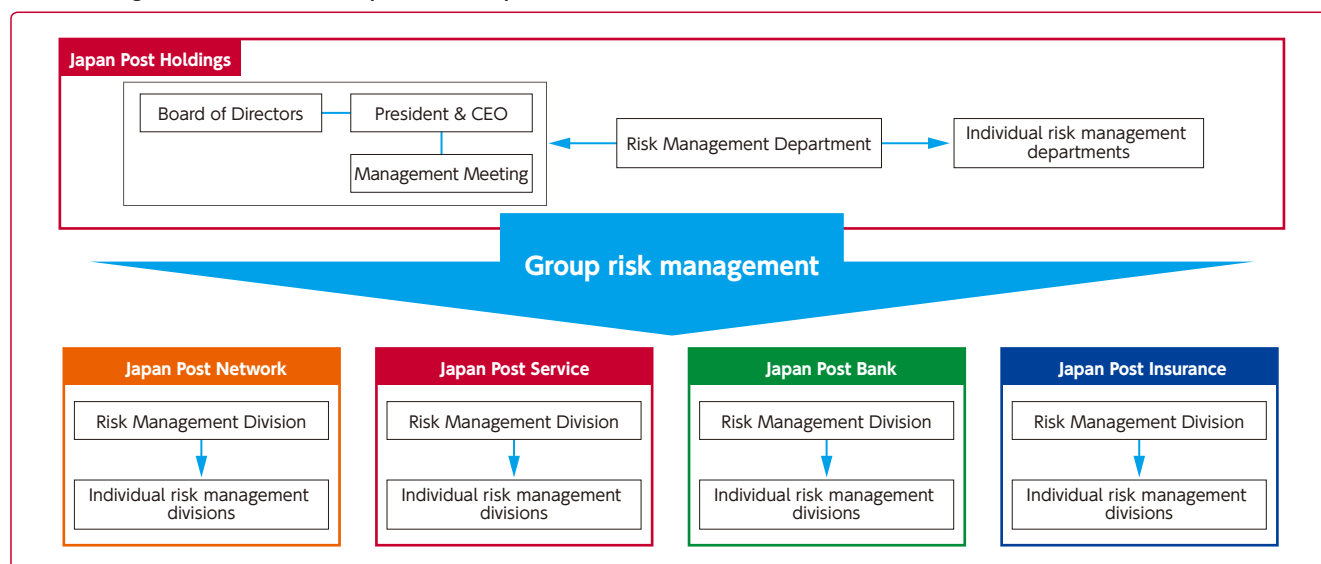 Japan Post Holdings
Board of Directors
President & CEO
Management Meeting
Risk Management Department
Individual risk management
departments
Group risk management
Japan Post Network
Risk Management Division
Individual risk management
divisions
Japan Post Service
Risk Management Division
Individual risk management
divisions
Japan Post Bank
Risk Management Division
Individual risk management
divisions
Japan Post Insurance
Risk Management Division
Individual risk management
divisions